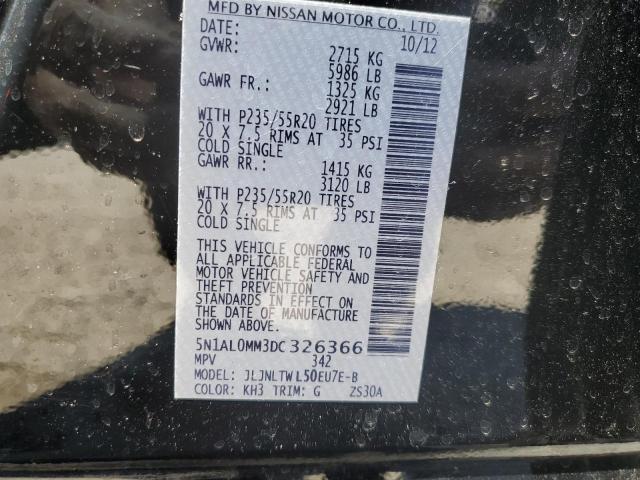 MFD BY NISSAN MOTOR CO., LTD.
DATE: 10/12
GVWR: 2715 KG
5986 LB
GAWR FR.: 1325 KG
2921 LB
WITH P235/55R20 TIRES
20 X 7.5 RIMS AT 35 PSI
COLD SINGLE
GAWR RR.: 1415 KG
3120 LB
WITH P235/55R20 TIRES
20 X 7.5 RIMS AT 35 PSI
COLD SINGLE
THIS VEHICLE CONFORMS TO
ALL APPLICABLE FEDERAL
MOTOR VEHICLE SAFETY AND
THEFT PREVENTION
STANDARDS IN EFFECT ON
THE DATE OF MANUFACTURE
SHOWN ABOVE.
5N1AL0MM3DC326366
MPV 342
MODEL: JLJNLTWL50EU7E-B
COLOR: KH3 TRIM: G ZS30A